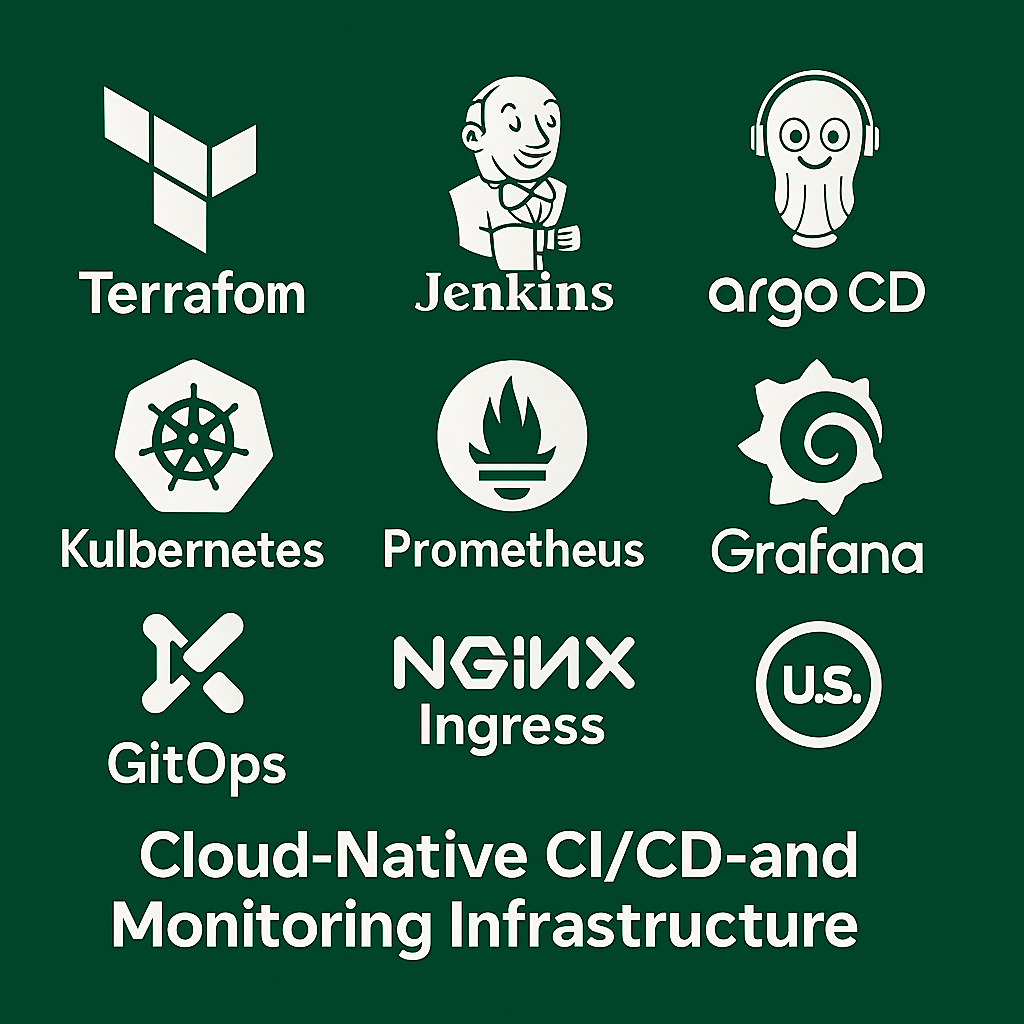 Terrafom
Jenkins
argo CD
Kulbernetes
Prometheus
Grafana
GitOps
NGiNX
Ingress
U.S.
Cloud-Native CI/CD-and
Monitoring Infrastructure